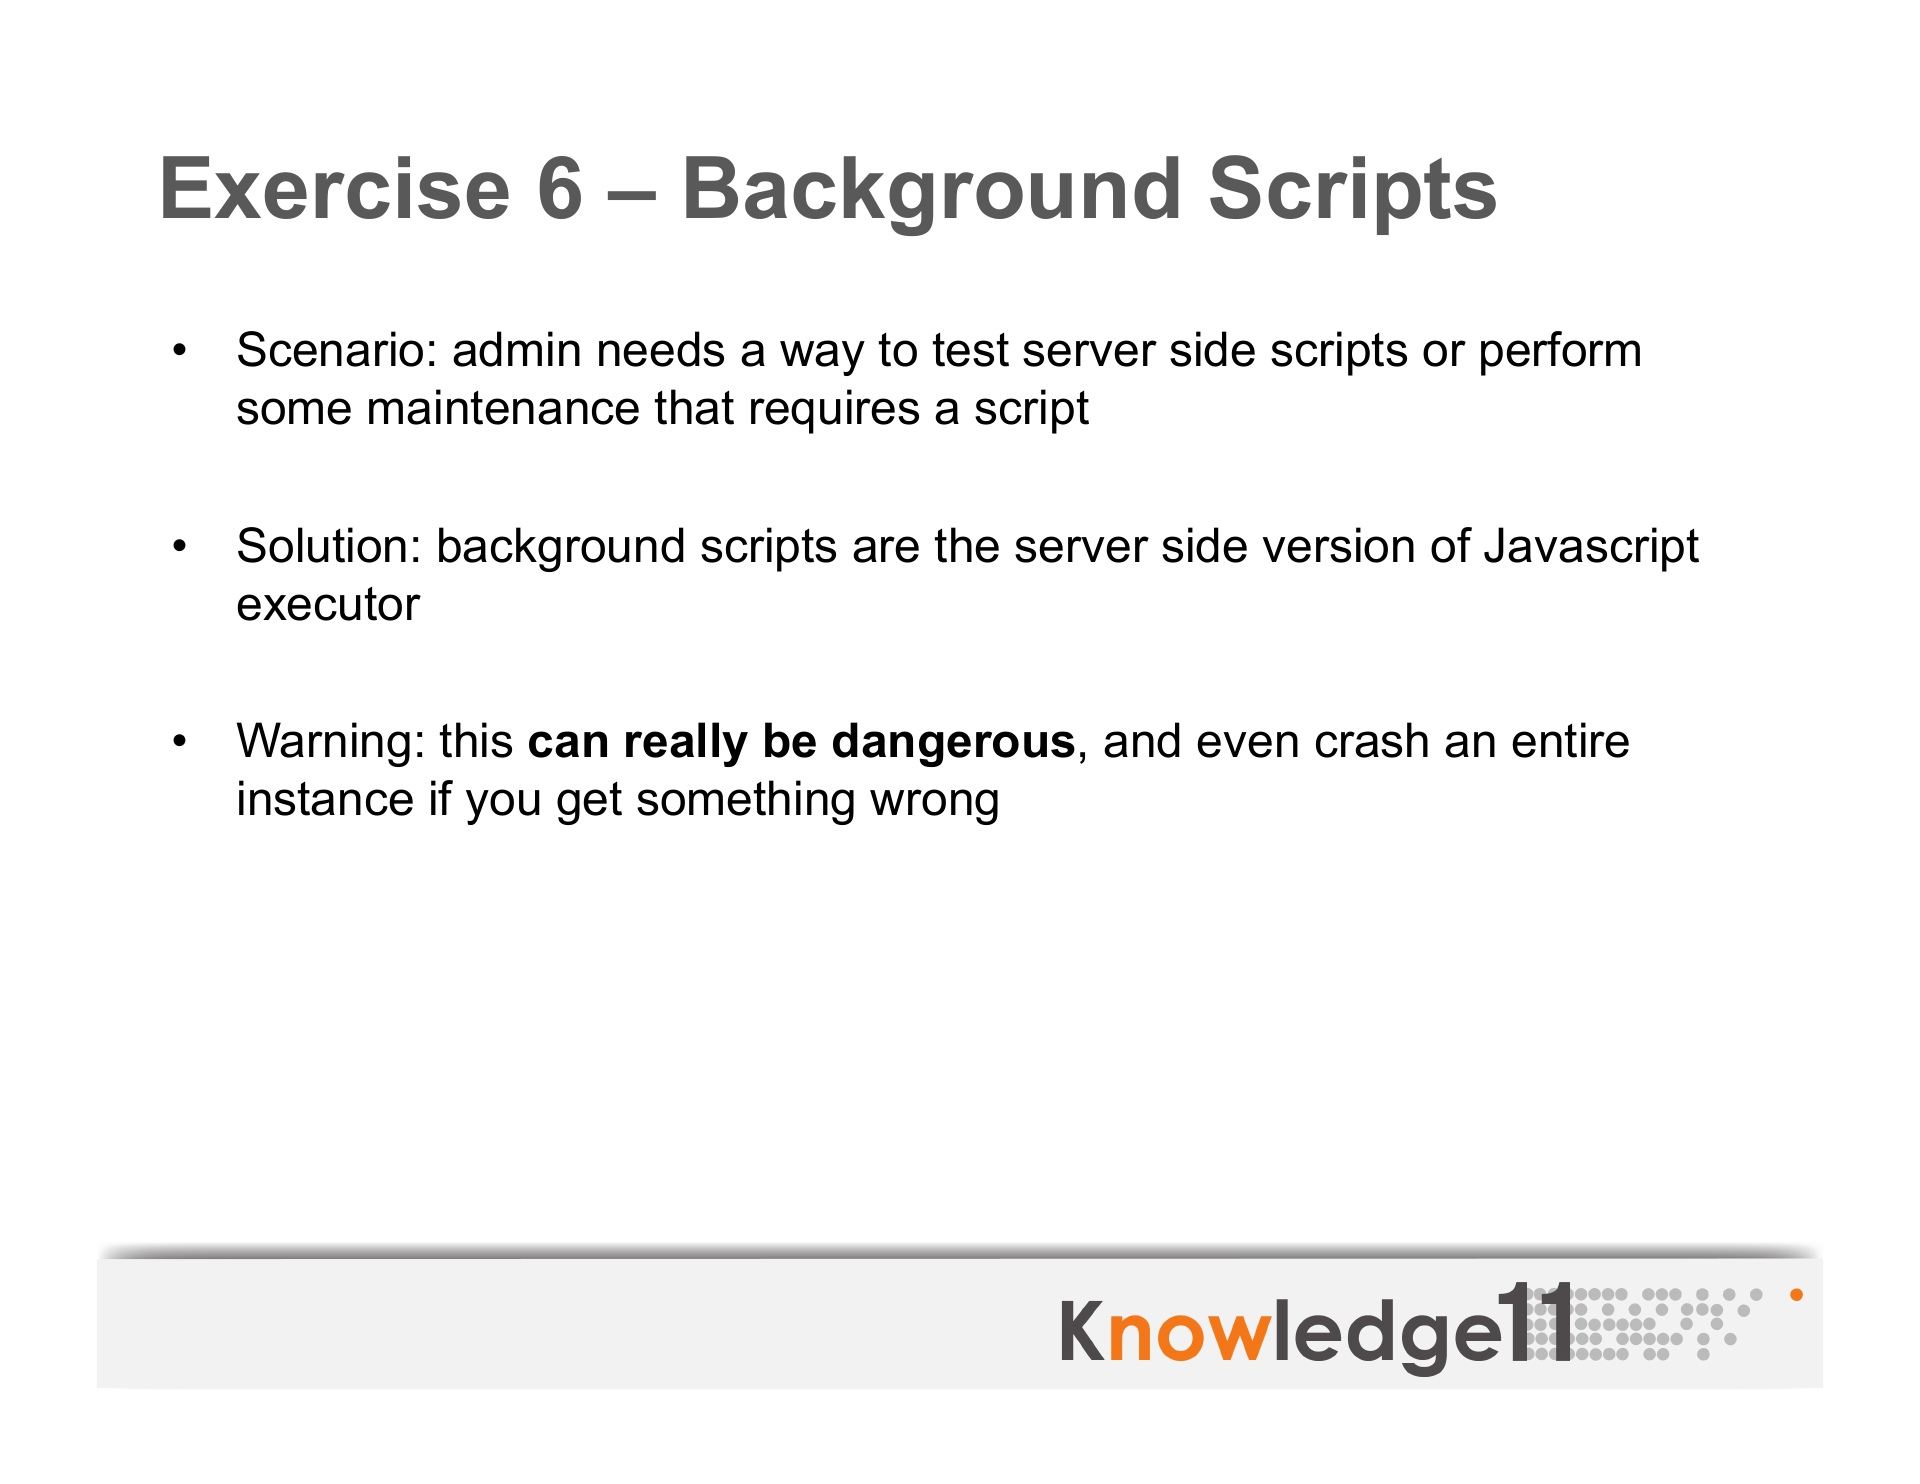 Exercise 6 – Background Scripts
• Scenario: admin needs a way to test server side scripts or perform
some maintenance that requires a script
• Solution: background scripts are the server side version of Javascript
executor
• Warning: this can really be dangerous, and even crash an entire
instance if you get something wrong
Knowledge11